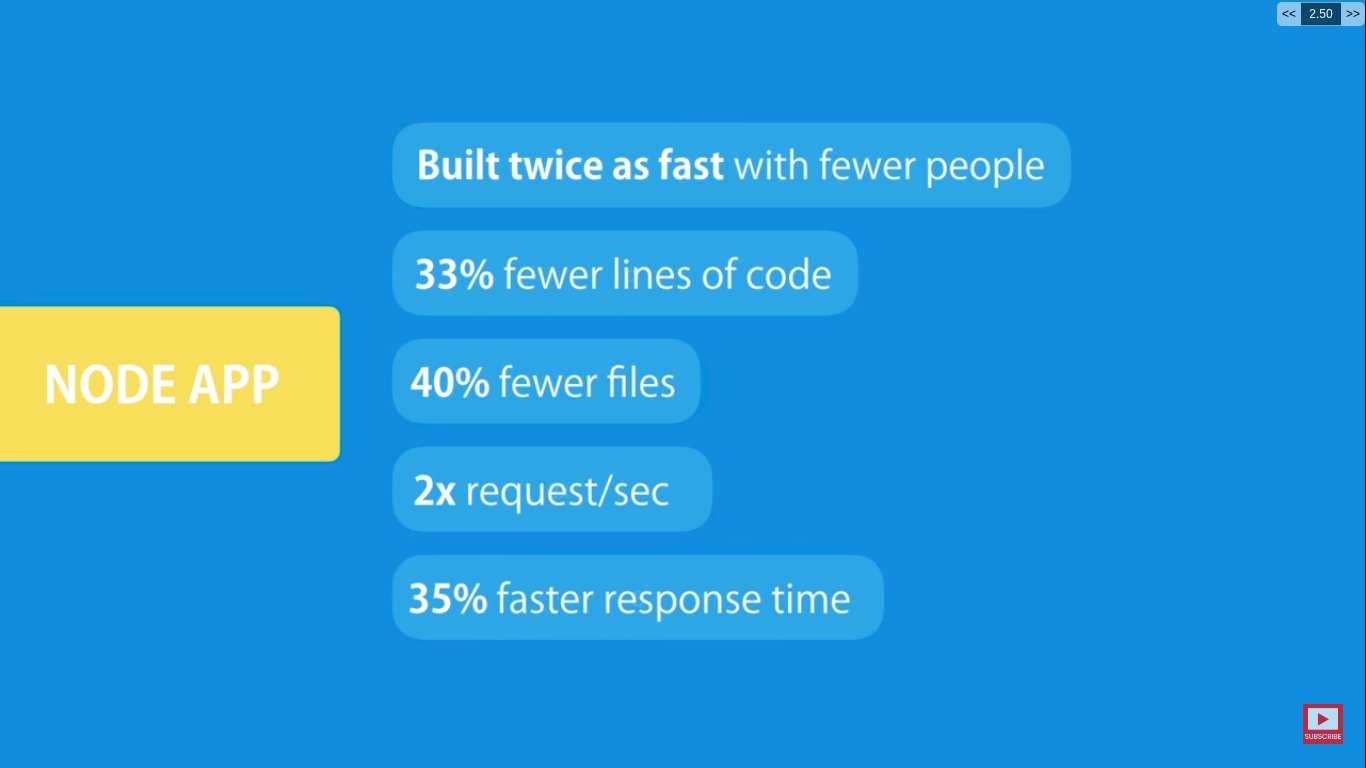 << 2.50 >>
Built twice as fast with fewer people
33% fewer lines of code
NODE APP
40% fewer files
2x request/sec
35% faster response time
SUBSCRIBE